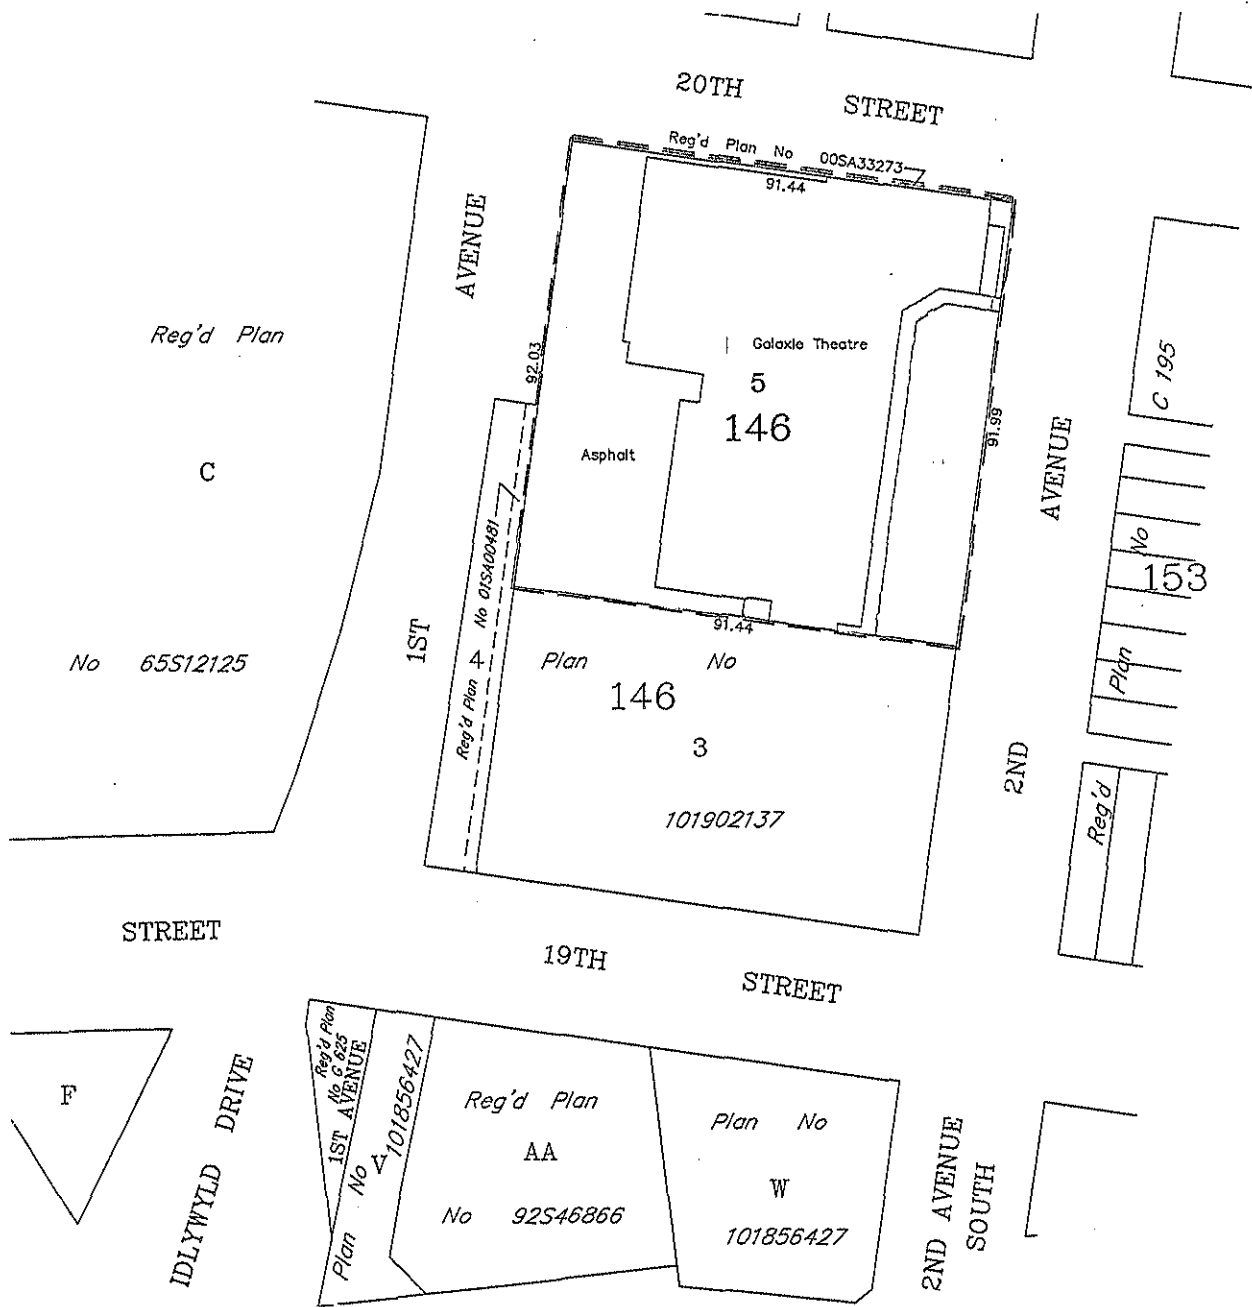 20TH STREET
Reg'd Plan No 00SA33273
91.44
AVENUE
Reg'd Plan
92.03
Galaxie Theatre
5
146
C 195
91.99
AVENUE
C
Asphalt
No
153
No 01SA00481
1ST
No 65S12125
4
Reg'd Plan
91.44
Plan No
Plan
146
3
2ND
Reg'd
101902137
STREET
19TH
STREET
Reg'd Plan
No G 625
1ST AVENUE
F
IDLYWYLD DRIVE
Plan No 101856427
V
Reg'd Plan
AA
No 92S46866
Plan No
W
101856427
2ND AVENUE
SOUTH